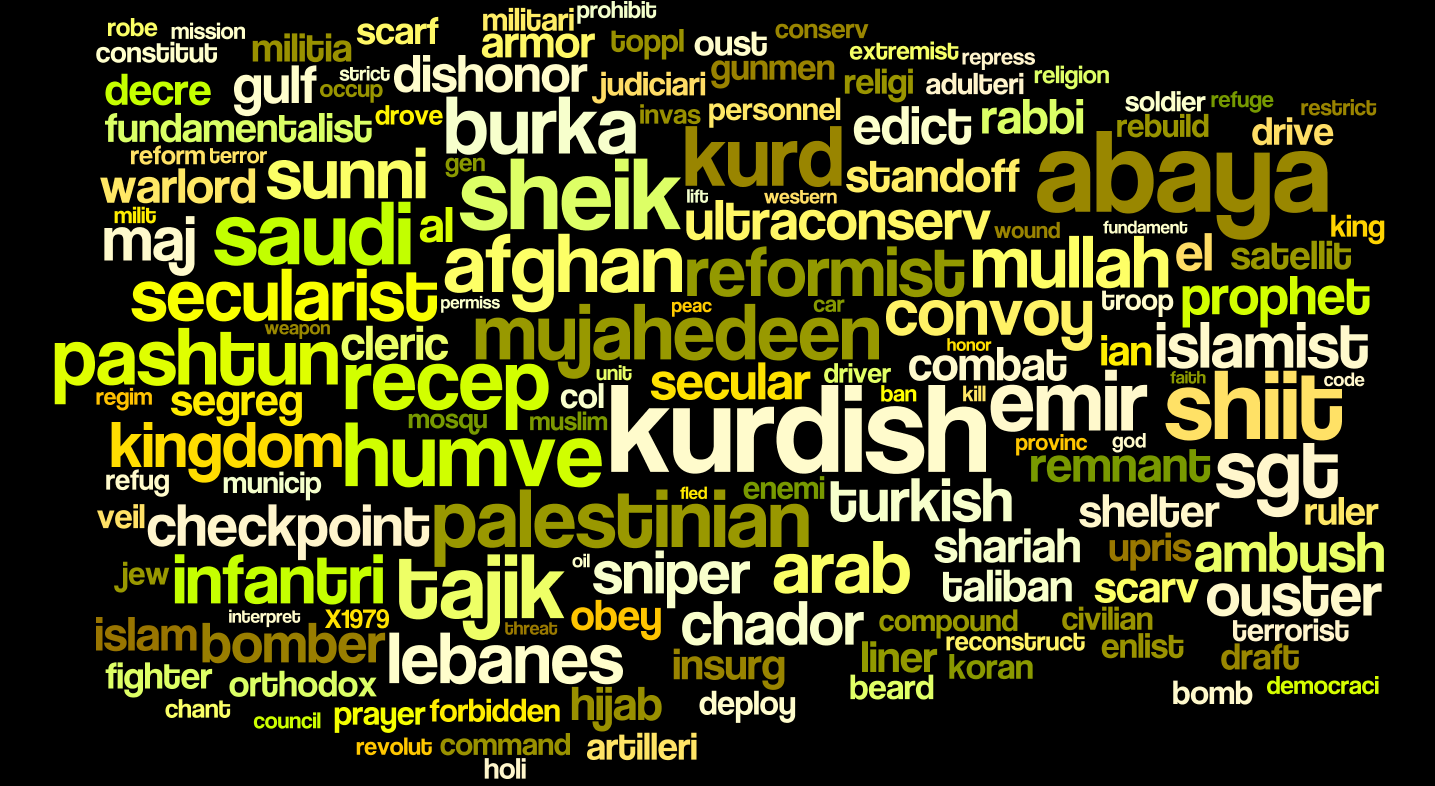 robe mission scarf militari prohibit
constitut militia armor toppl oust conserv
extremist repress
decre gulf strict occup dishonor judiciari gunmen religi adulteri religion
fundamentalist drove burka invas personnel edict rabbi soldier refuge restrict
rebuild drive
reform terror sunni gen sheik kurd standoff abaya
warlord lift western
milit maj saudi al ultraconserv wound fundament king
afghan reformist mullah el satellit
secularist permiss peac car convoy troop prophet
weapon mujahedeen honor
pashtun cleric recep unit secular driver combat ian islamist
regim segreg col ban kill emir faith shiit code
mosqu muslim kurdish
kingdom humve provinc god remnant sgt
refug municip fled enemi
veil checkpoint palestinian turkish shelter ruler
shariah upris ambush
jew infantri tajik oil sniper arab taliban scarv ouster
interpret X1979 threat obey chador compound civilian
islam bomber lebanes reconstruct enlist terrorist
fighter orthodox insurg liner koran draft
beard bomb democraci
chant council prayer forbidden hijab deploy
revolut command artilleri
holi